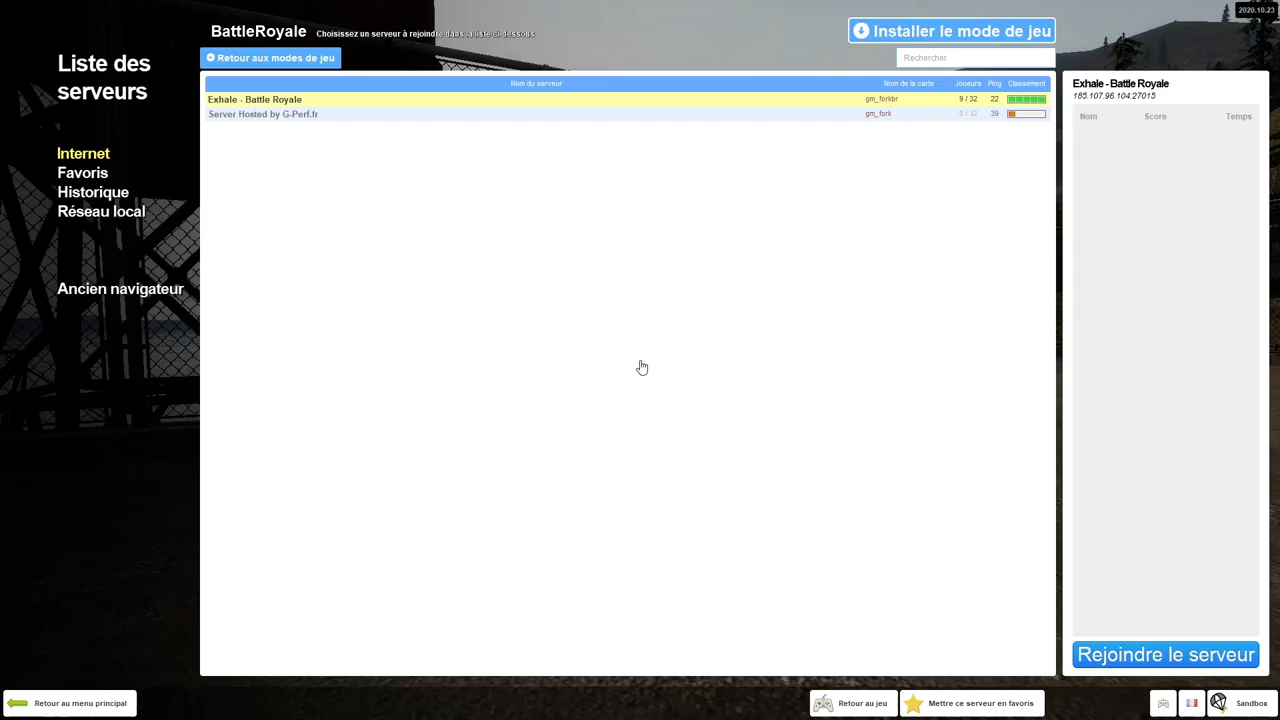 2020.10.23
BattleRoyale Choisissez un serveur à rejoindre dans la liste ci-dessous
Installer le mode de jeu
Liste des
serveurs
Retour aux modes de jeu
Rechercher
Nom du serveur Nom de la carte Joueurs Ping Classement
Exhale - Battle Royale gm_forkbr 9 / 32 22
Server Hosted by G-Perf.fr gm_fork 0 / 32 39
Exhale - Battle Royale
185.107.96.104:27015
Nom Score Temps
Internet
Favoris
Historique
Réseau local
Ancien navigateur
Rejoindre le serveur
Retour au menu principal
Retour au jeu
Mettre ce serveur en favoris
Sandbox